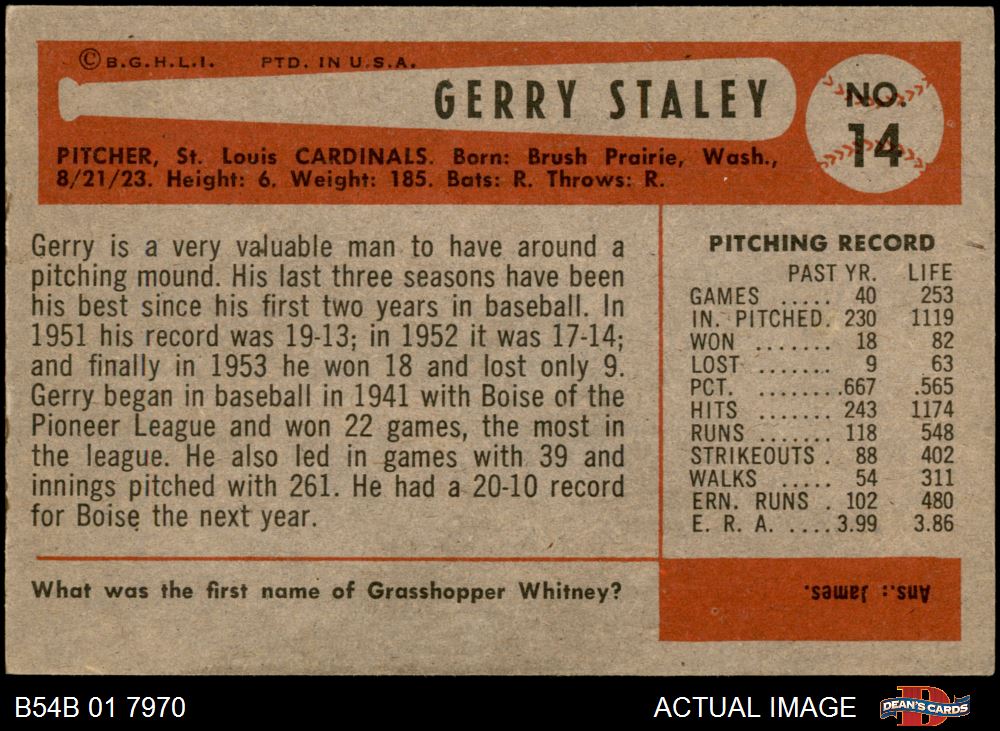 ©B.G.H.L.I. PTD. IN U.S.A.
GERRY STALEY
NO.
14
PITCHER, St. Louis CARDINALS. Born: Brush Prairie, Wash.,
8/21/23. Height: 6. Weight: 185. Bats: R. Throws: R.
Gerry is a very valuable man to have around a
pitching mound. His last three seasons have been
his best since his first two years in baseball. In
1951 his record was 19-13; in 1952 it was 17-14;
and finally in 1953 he won 18 and lost only 9.
Gerry began in baseball in 1941 with Boise of the
Pioneer League and won 22 games, the most in
the league. He also led in games with 39 and
innings pitched with 261. He had a 20-10 record
for Boise the next year.
PITCHING RECORD
PAST YR. LIFE
GAMES ..... 40 253
IN. PITCHED. 230 1119
WON ....... 18 82
LOST ....... 9 63
PCT. ........667 .565
HITS ....... 243 1174
RUNS ....... 118 548
STRIKEOUTS . 88 402
WALKS ..... 54 311
ERN. RUNS . 102 480
E. R. A. ....3.99 3.86
What was the first name of Grasshopper Whitney?
Ans.: James.
B54B 01 7970
ACTUAL IMAGE
D
DEAN'S CARDS